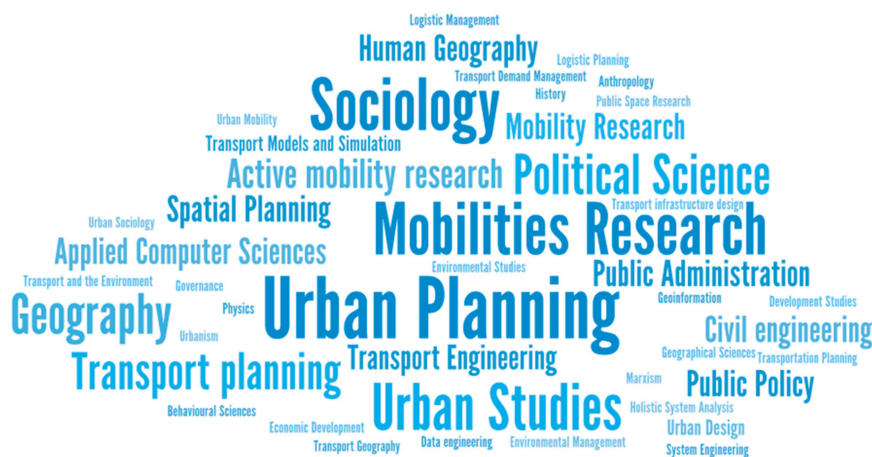 Logistic Management
Human Geography
Logistic Planning
Transport Demand Management
Anthropology
Sociology
History
Public Space Research
Urban Mobility
Mobility Research
Transport Models and Simulation
Active mobility research
Political Science
Spatial Planning
Transport infrastructure design
Urban Sociology
Mobilities Research
Applied Computer Sciences
Environmental Studies
Public Administration
Transport and the Environment
Governance
Geoinformation
Development Studies
Geography
Physics
Urban Planning
Urbanism
Civil engineering
Transport Engineering
Geographical Sciences
Transportation Planning
Transport planning
Marxism
Public Policy
Behavioural Sciences
Urban Studies
Holistic System Analysis
Economic Development
Urban Design
Transport Geography
Data engineering
Environmental Management
System Engineering